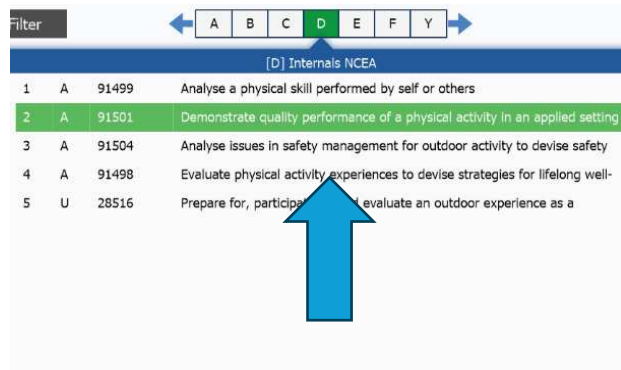 Filter A B C D E F Y
[D] Internals NCEA
1 A 91499 Analyse a physical skill performed by self or others
2 A 91501 Demonstrate quality performance of a physical activity in an applied setting
3 A 91504 Analyse issues in safety management for outdoor activity to devise safety
4 A 91498 Evaluate physical activity experiences to devise strategies for lifelong well-
5 U 28516 Prepare for, evaluate an outdoor experience as a